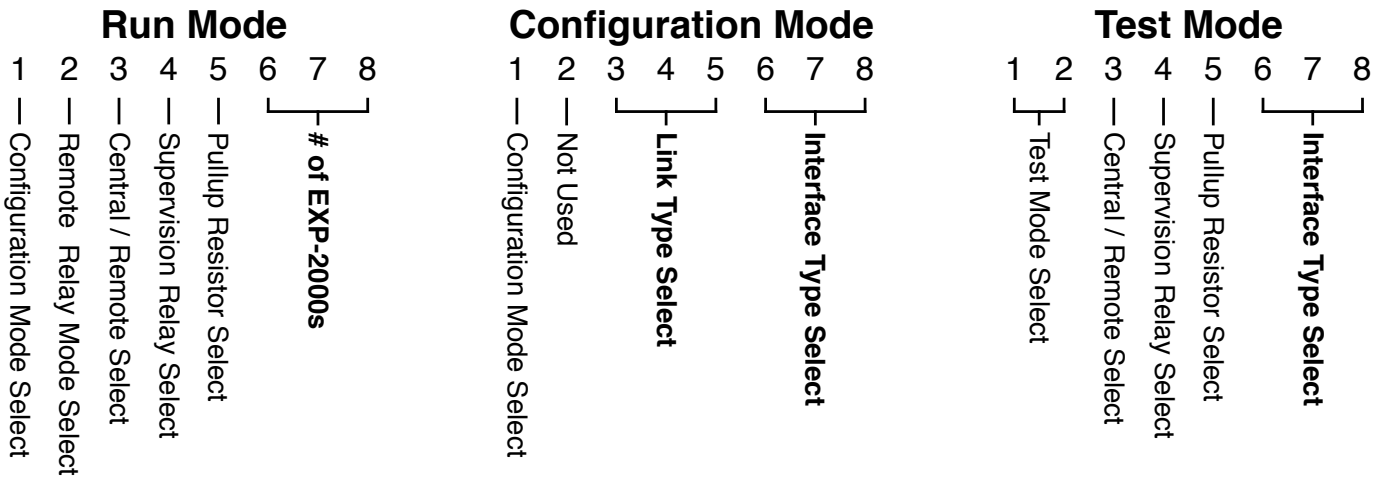 Run Mode
1 2 3 4 5 6 7 8
Configuration Mode Select
Remote Relay Mode Select
Central / Remote Select
Supervision Relay Select
Pullup Resistor Select
# of EXP-2000s
Configuration Mode
1 2 3 4 5 6 7 8
Configuration Mode Select
Not Used
Link Type Select
Interface Type Select
Test Mode
1 2 3 4 5 6 7 8
Test Mode Select
Central / Remote Select
Supervision Relay Select
Pullup Resistor Select
Interface Type Select